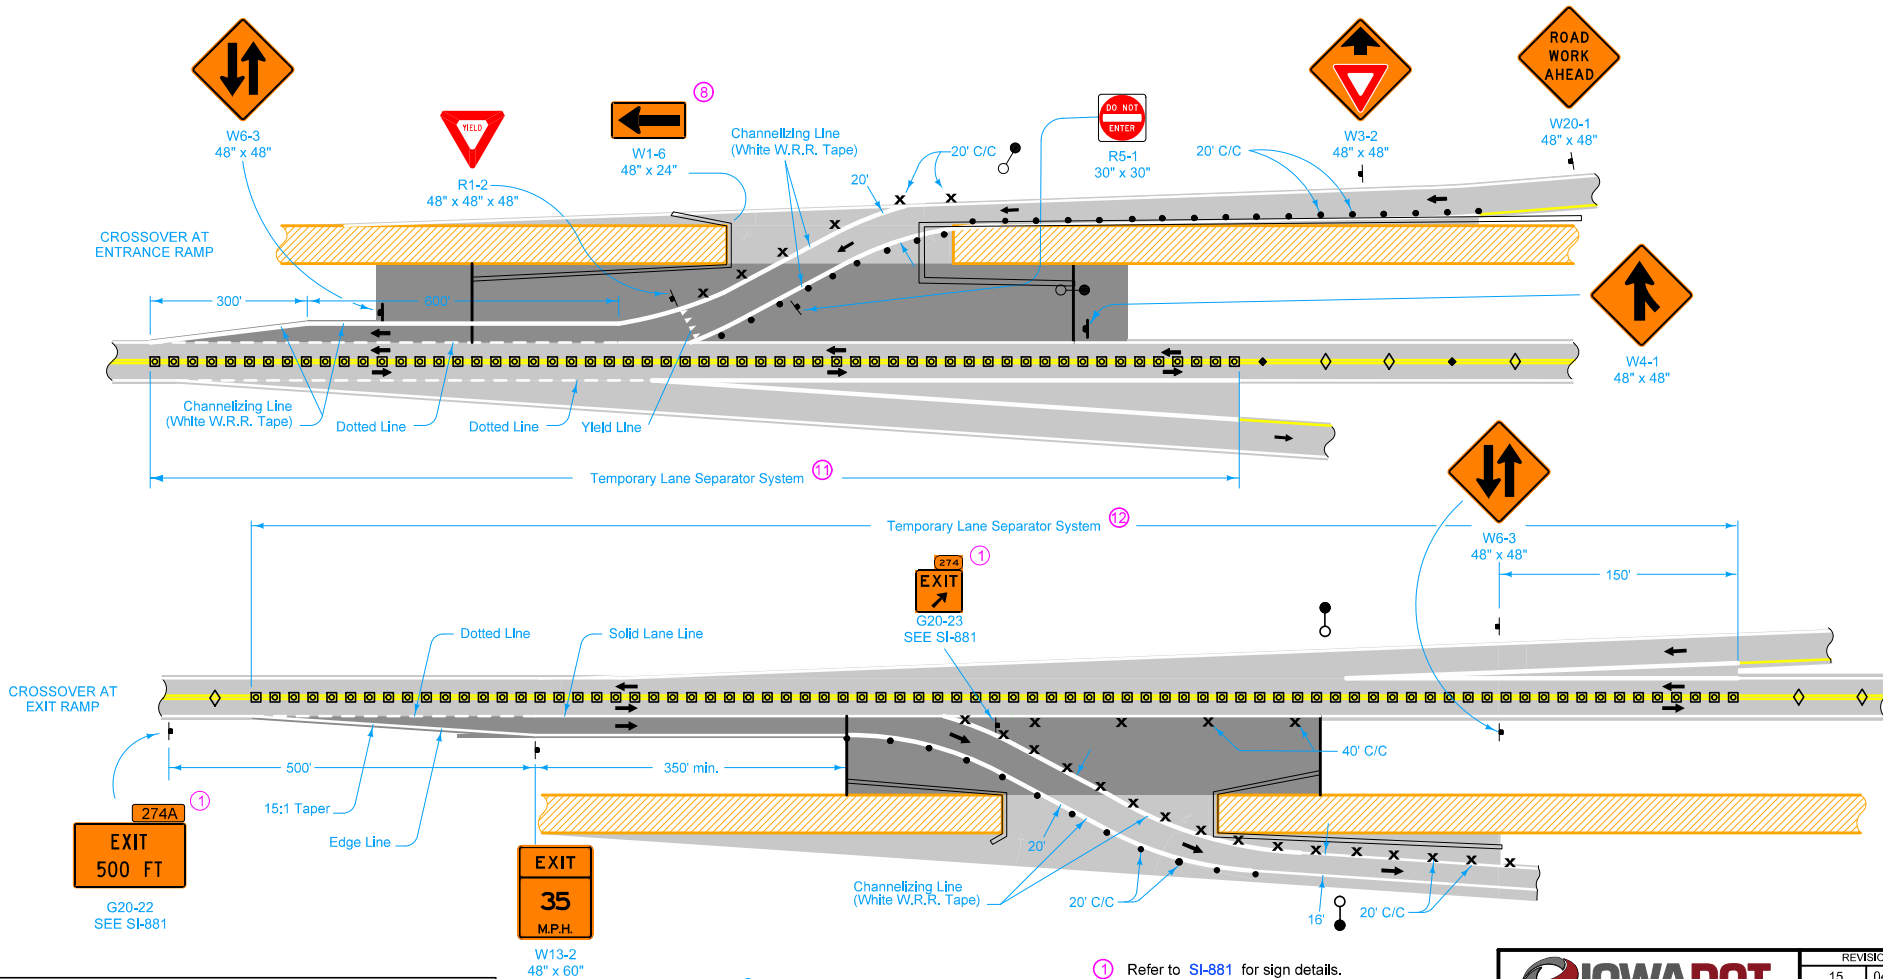 ROAD
WORK
AHEAD
W20-1
48" x 48"
W3-2
48" x 48"
DO NOT
ENTER
R5-1
30" x 30"
20' C/C
20' C/C
Channelizing Line
(White W.R.R. Tape)
20'
8
W1-6
48" x 24"
YIELD
R1-2
48" x 48" x 48"
W6-3
48" x 48"
CROSSOVER AT
ENTRANCE RAMP
300'
600'
W4-1
48" x 48"
Channelizing Line
(White W.R.R. Tape)
Dotted Line
Dotted Line
Yield Line
Temporary Lane Separator System 11
Temporary Lane Separator System 12
W6-3
48" x 48"
150'
274
EXIT
1
G20-23
SEE SI-881
Dotted Line
Solid Lane Line
CROSSOVER AT
EXIT RAMP
500'
350' min.
40' C/C
15:1 Taper
Edge Line
274A
1
EXIT
500 FT
G20-22
SEE SI-881
EXIT
35
M.P.H.
W13-2
48" x 60"
20'
Channelizing Line
(White W.R.R. Tape)
20' C/C
16'
20' C/C
1 Refer to SI-881 for sign details.
IOWADOT
REVISIO
15